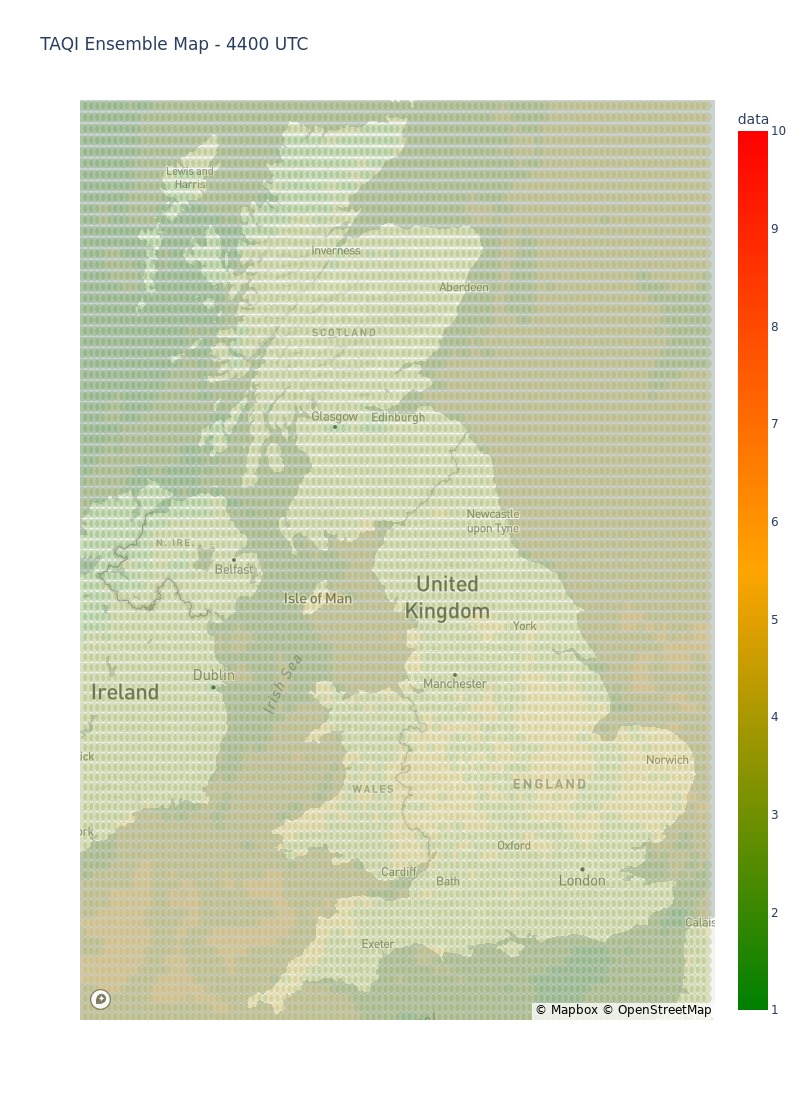 TAQI Ensemble Map - 4400 UTC
data
10
9
8
7
6
5
4
3
2
1
Lewis and
Harris
Inverness
Aberdeen
SCOTLAND
Glasgow
Edinburgh
Newcastle
upon Tyne
N. IRE.
Belfast
Isle of Man
United
Kingdom
York
Dublin
Irish Sea
Manchester
Ireland
ick
Norwich
WALES
ENGLAND
ork
Oxford
Cardiff
Bath
London
Calais
Exeter
© Mapbox © OpenStreetMap